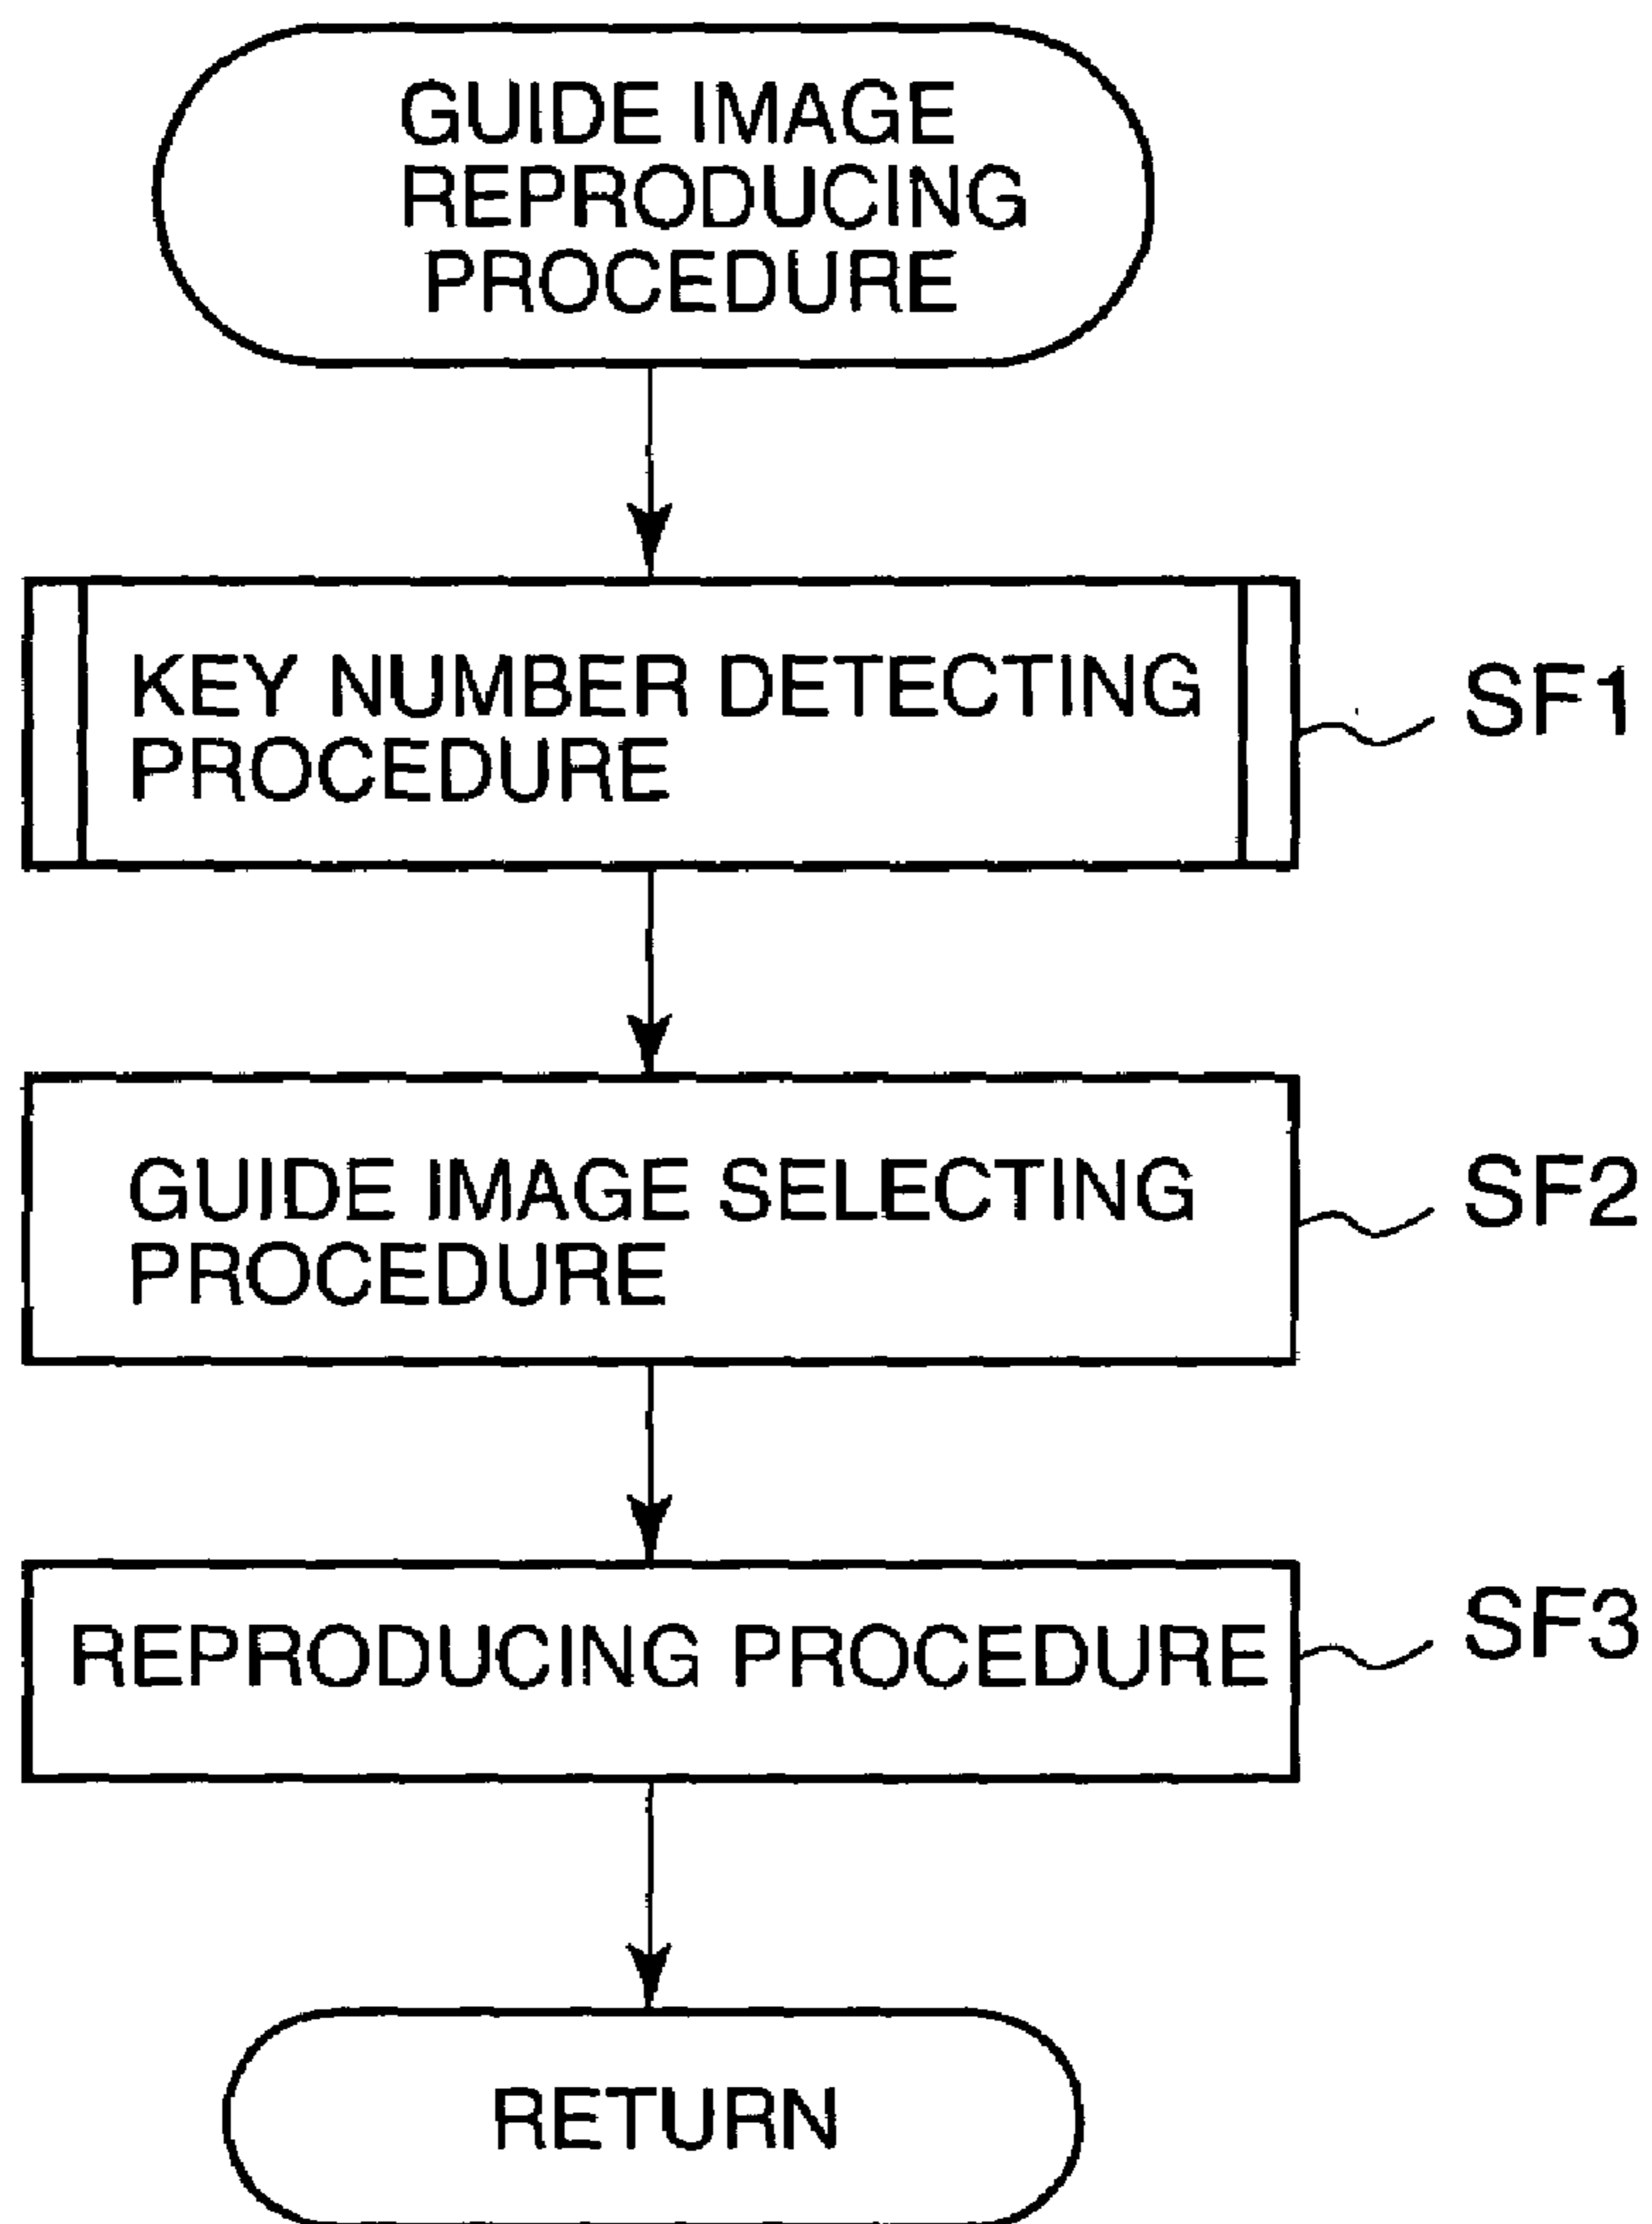 GUIDE IMAGE
REPRODUCING
PROCEDURE
KEY NUMBER DETECTING
PROCEDURE
SF1
GUIDE IMAGE SELECTING
PROCEDURE
SF2
REPRODUCING PROCEDURE
SF3
RETURN